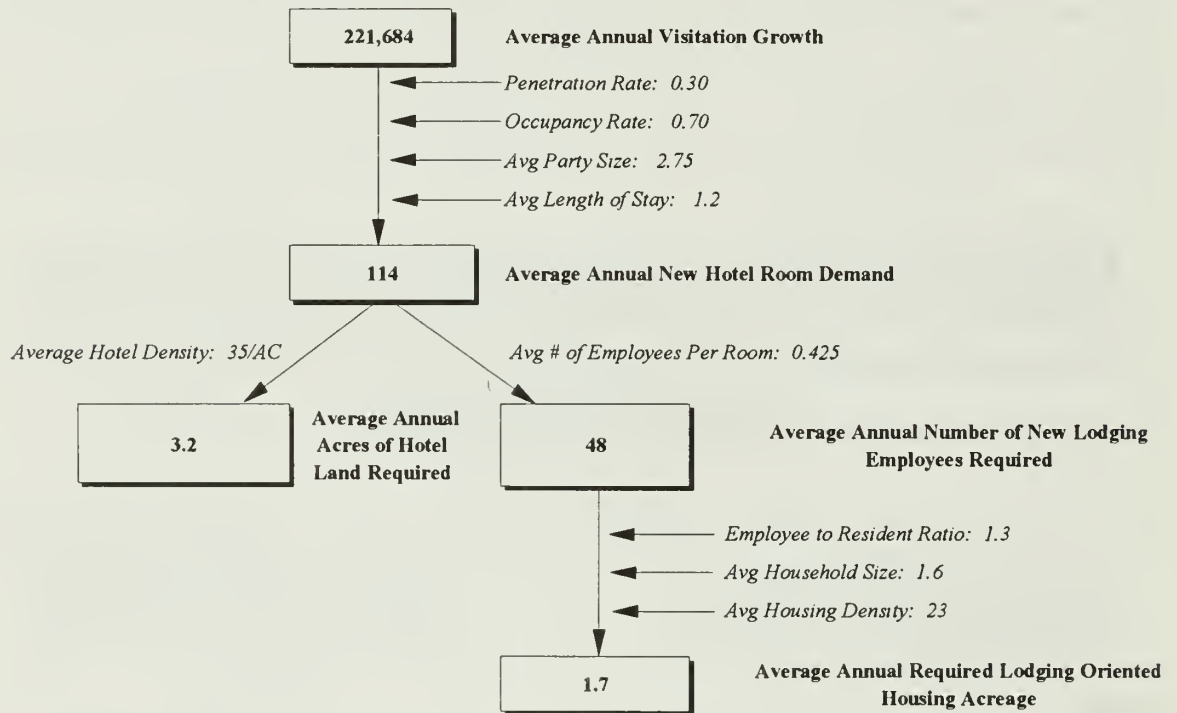 221,684
Average Annual Visitation Growth
Penetration Rate: 0.30
Occupancy Rate: 0.70
Avg Party Size: 2.75
Avg Length of Stay: 1.2
114
Average Annual New Hotel Room Demand
Average Hotel Density: 35/AC
Avg # of Employees Per Room: 0.425
3.2
Average Annual
Acres of Hotel
Land Required
48
Average Annual Number of New Lodging
Employees Required
Employee to Resident Ratio: 1.3
Avg Household Size: 1.6
Avg Housing Density: 23
1.7
Average Annual Required Lodging Oriented
Housing Acreage